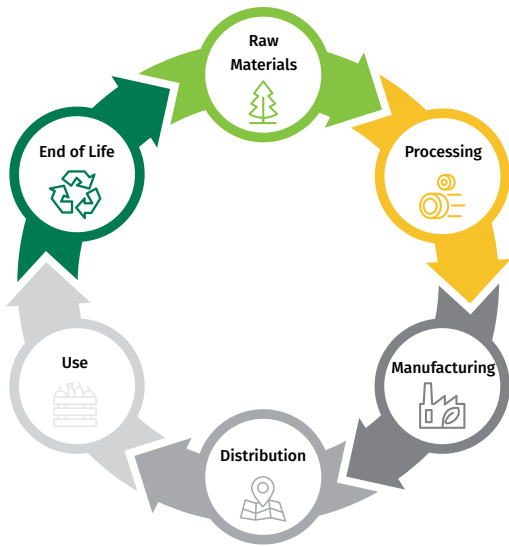 Raw
Materials
Processing
Manufacturing
Distribution
Use
End of Life